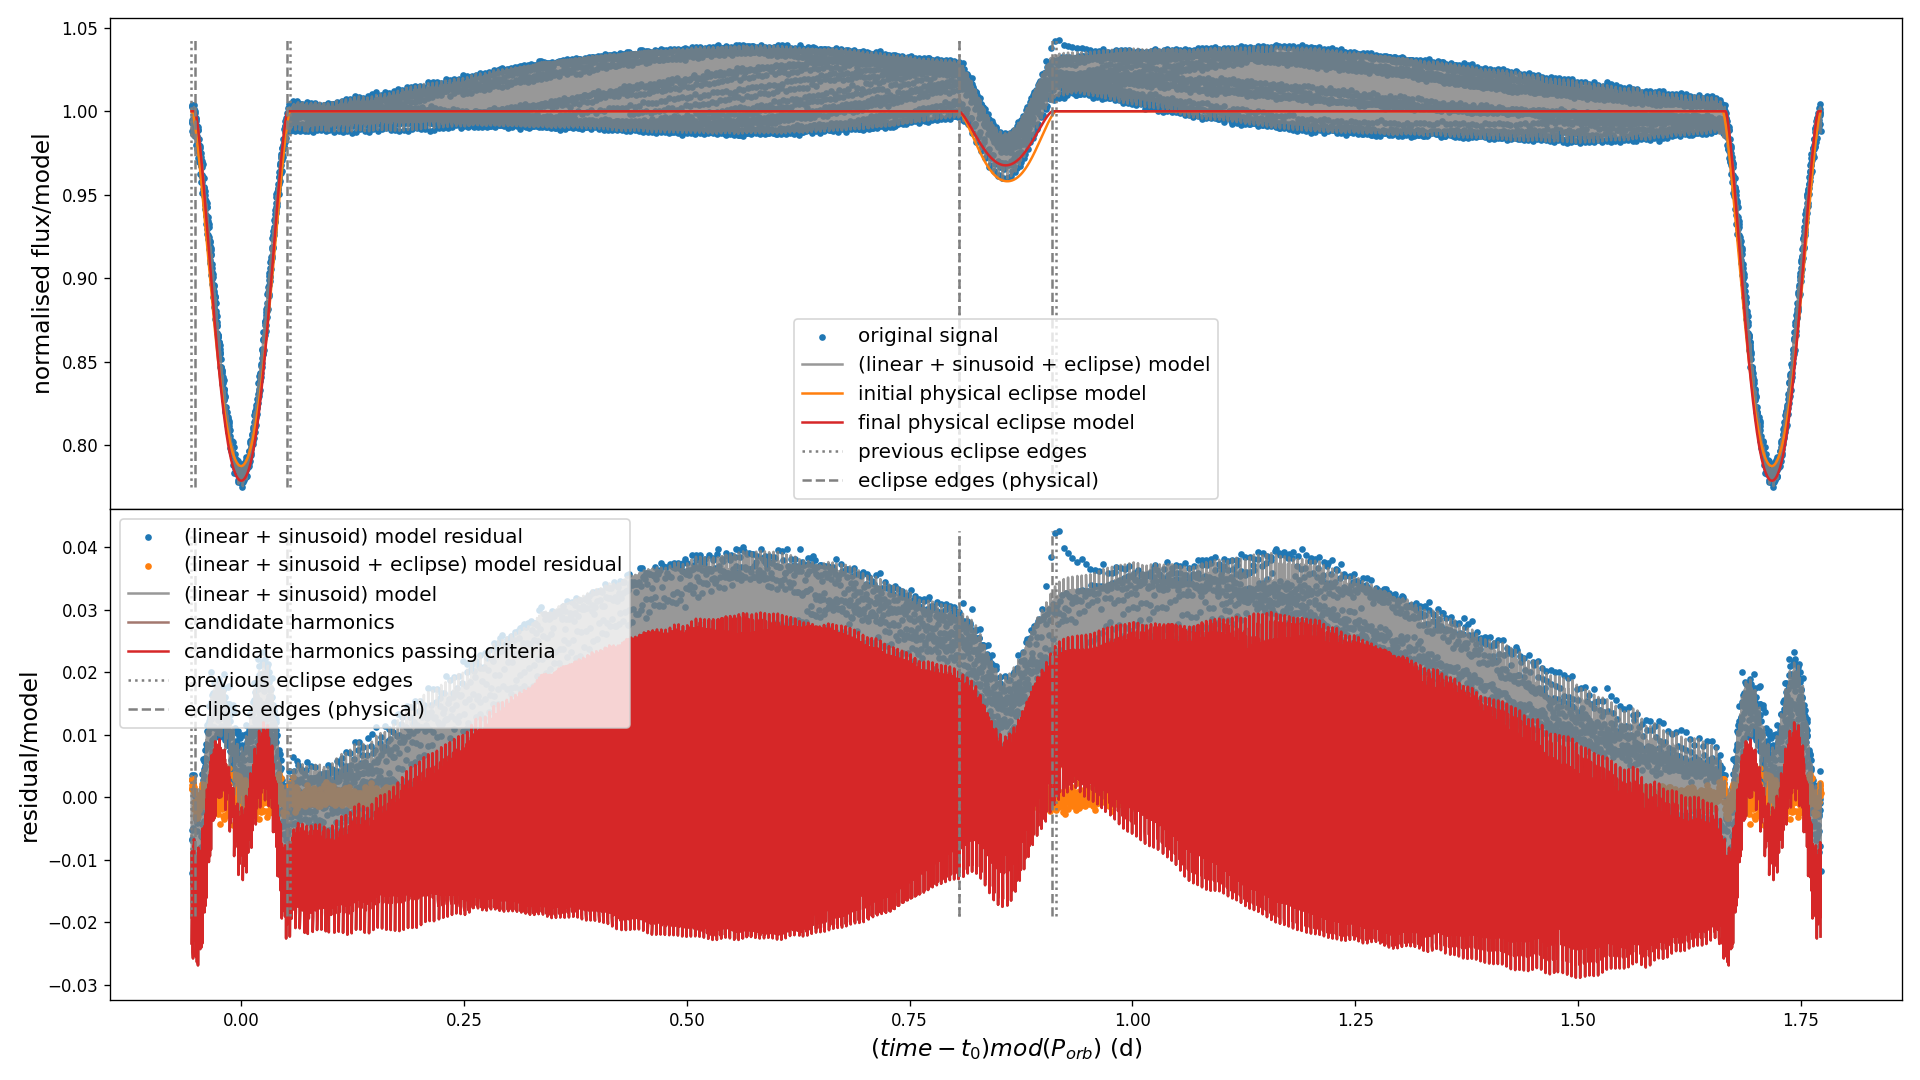 1.05
1.00
0.95
0.90
0.85
0.80
normalised flux/model
original signal
(linear + sinusoid + eclipse) model
initial physical eclipse model
final physical eclipse model
previous eclipse edges
eclipse edges (physical)
(linear + sinusoid) model residual
(linear + sinusoid + eclipse) model residual
(linear + sinusoid) model
candidate harmonics
candidate harmonics passing criteria
previous eclipse edges
eclipse edges (physical)
0.04
0.03
0.02
0.01
0.00
−0.01
−0.02
−0.03
residual/model
0.00 0.25 0.50 0.75 1.00 1.25 1.50 1.75
(time − t₀)mod(P_orb) (d)